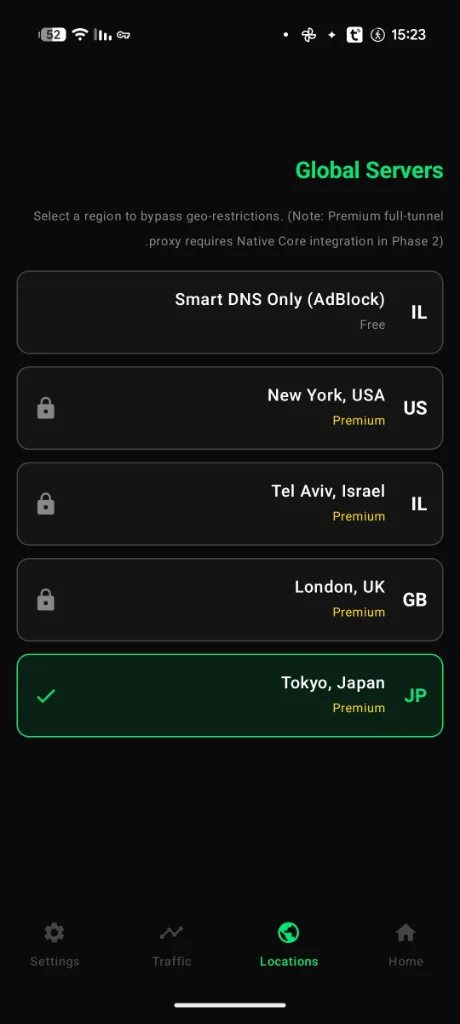 52
15:23
Global Servers
Select a region to bypass geo-restrictions. (Note: Premium full-tunnel
.proxy requires Native Core integration in Phase 2)
Smart DNS Only (AdBlock)
IL
Free
New York, USA
US
Premium
Tel Aviv, Israel
IL
Premium
London, UK
GB
Premium
Tokyo, Japan
JP
Premium
Settings
Traffic
Locations
Home